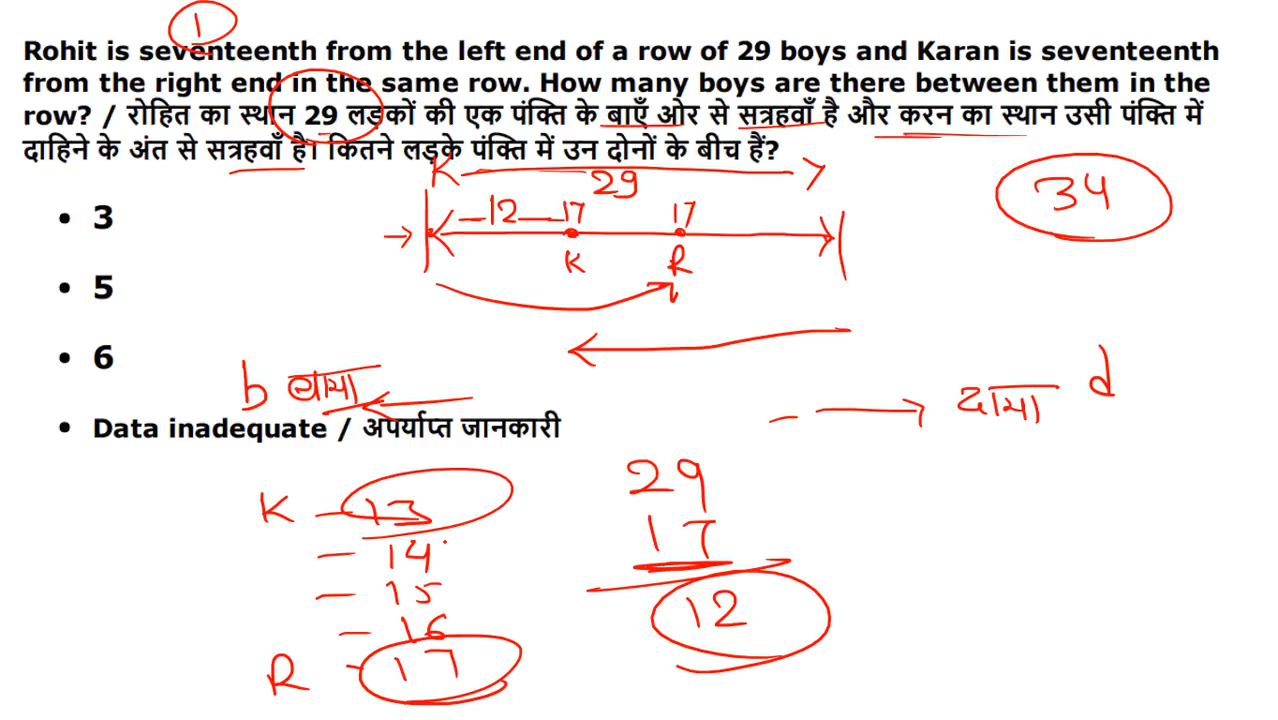 1
Rohit is seventeenth from the left end of a row of 29 boys and Karan is seventeenth
from the right end in the same row. How many boys are there between them in the
row? / रोहित का स्थान 29 लड़कों की एक पंक्ति के बाएँ ओर से सत्रहवाँ है और करन का स्थान उसी पंक्ति में
दाहिने के अंत से सत्रहवाँ है। कितने लड़के पंक्ति में उन दोनों के बीच हैं?
29
34
• 3
12 17 17
K R
• 5
• 6
b बाया
दाया d
• Data inadequate / अपर्याप्त जानकारी
K - 13
- 14
- 15
- 16
R - 17
29
17
12